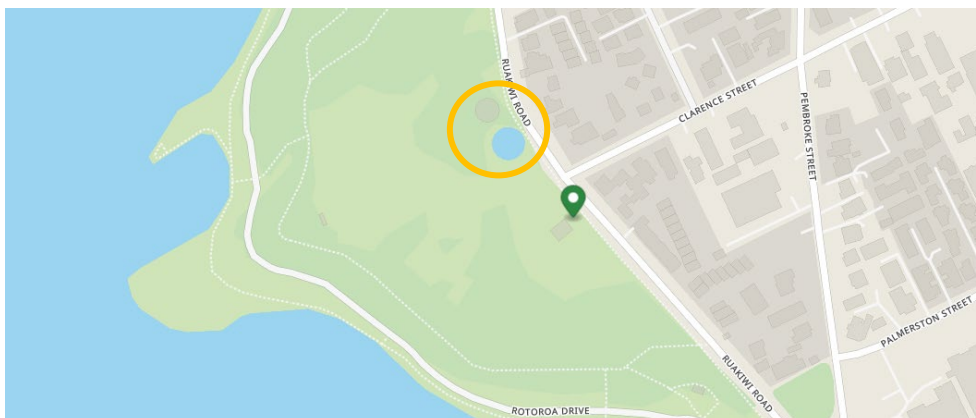 RUAKIWI ROAD
CLARENCE STREET
PEMBROKE STREET
PALMERSTON STREET
RUAKIWI ROAD
ROTOROA DRIVE